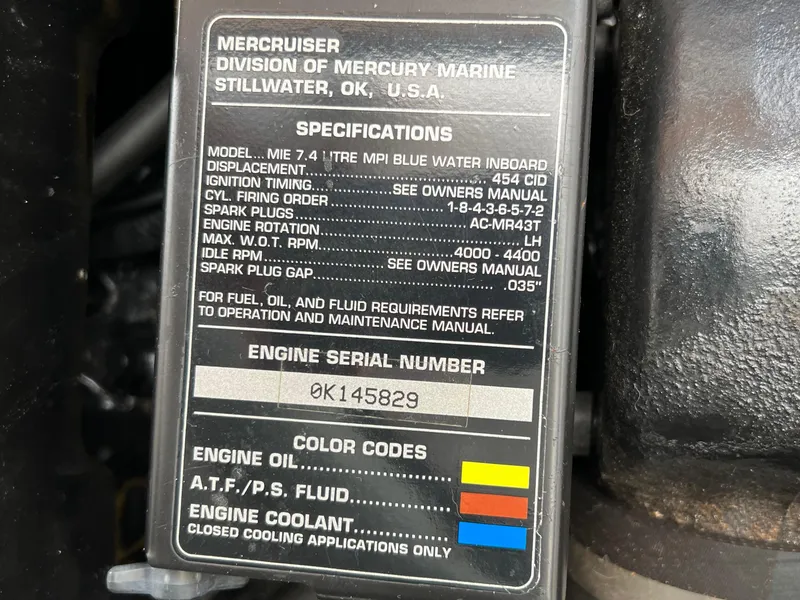 MERCRUISER
DIVISION OF MERCURY MARINE
STILLWATER, OK, U.S.A.
SPECIFICATIONS
MODEL...MIE 7.4 LITRE MPI BLUE WATER INBOARD
DISPLACEMENT..............................454 CID
IGNITION TIMING................SEE OWNERS MANUAL
CYL. FIRING ORDER.......................1-8-4-3-6-5-7-2
SPARK PLUGS..................................AC-MR43T
ENGINE ROTATION..........................................LH
MAX. W.O.T. RPM...........................4000 - 4400
IDLE RPM.........................SEE OWNERS MANUAL
SPARK PLUG GAP......................................035"
FOR FUEL, OIL, AND FLUID REQUIREMENTS REFER
TO OPERATION AND MAINTENANCE MANUAL.
ENGINE SERIAL NUMBER
0K145829
COLOR CODES
ENGINE OIL........................
A.T.F./P.S. FLUID................
ENGINE COOLANT...............
CLOSED COOLING APPLICATIONS ONLY